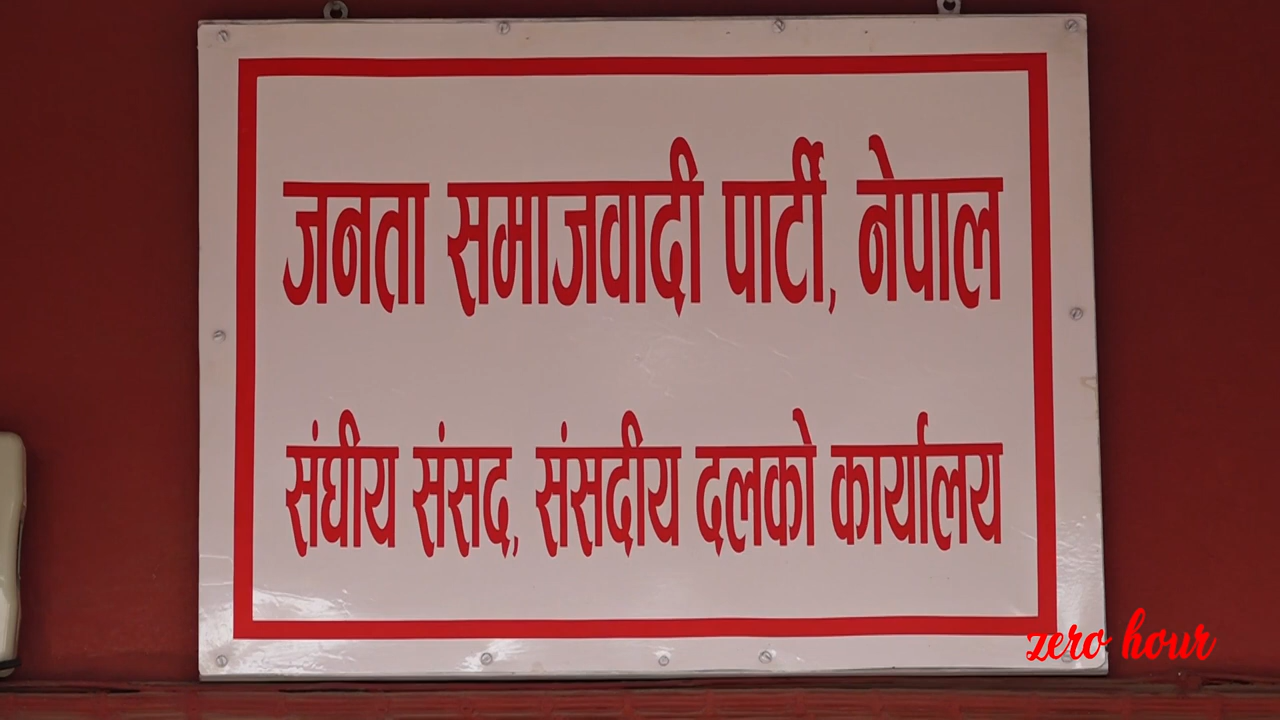 जनता समाजवादी पार्टी, नेपाल
संघीय संसद, संसदीय दलको कार्यालय
zero hour